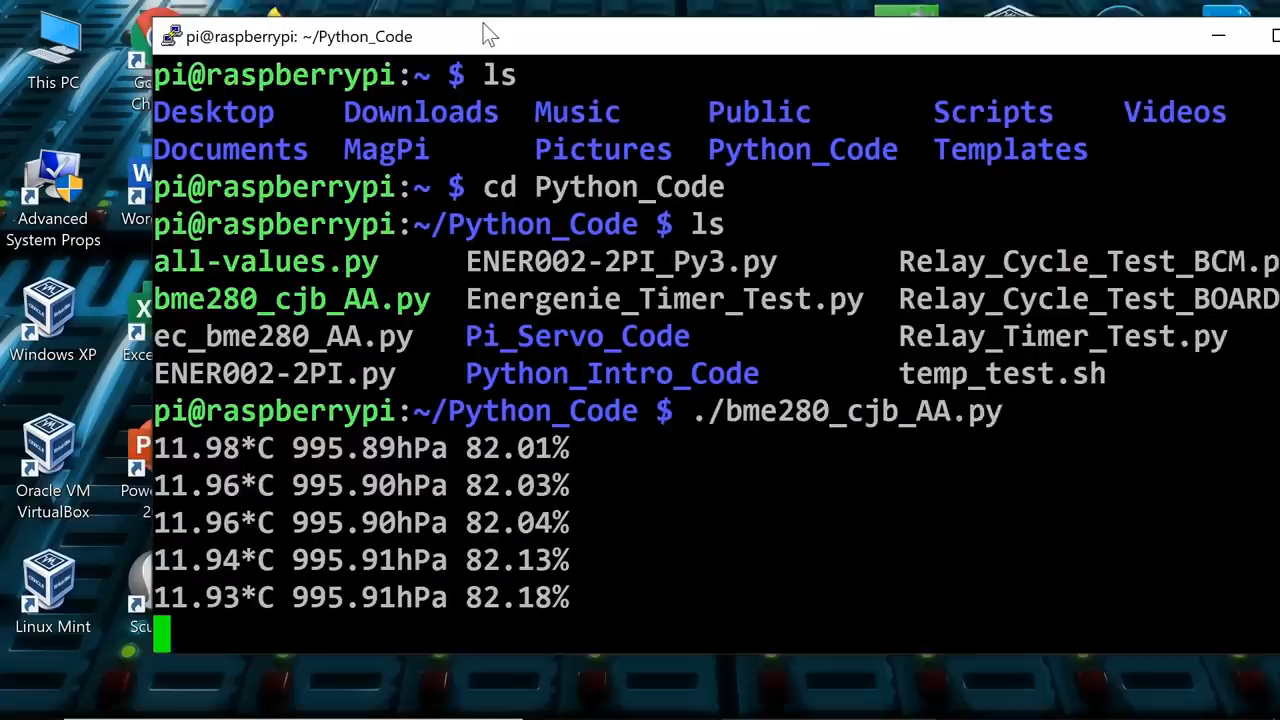 This PC
Advanced
System Props
Windows XP
Oracle VM
VirtualBox
Linux Mint
pi@raspberrypi: ~/Python_Code
pi@raspberrypi:~ $ ls
Desktop Downloads Music Public Scripts Videos
Documents MagPi Pictures Python_Code Templates
pi@raspberrypi:~ $ cd Python_Code
pi@raspberrypi:~/Python_Code $ ls
all-values.py ENER002-2PI_Py3.py Relay_Cycle_Test_BCM.p
bme280_cjb_AA.py Energenie_Timer_Test.py Relay_Cycle_Test_BOARD
ec_bme280_AA.py Pi_Servo_Code Relay_Timer_Test.py
ENER002-2PI.py Python_Intro_Code temp_test.sh
pi@raspberrypi:~/Python_Code $ ./bme280_cjb_AA.py
11.98*C 995.89hPa 82.01%
11.96*C 995.90hPa 82.03%
11.96*C 995.90hPa 82.04%
11.94*C 995.91hPa 82.13%
11.93*C 995.91hPa 82.18%